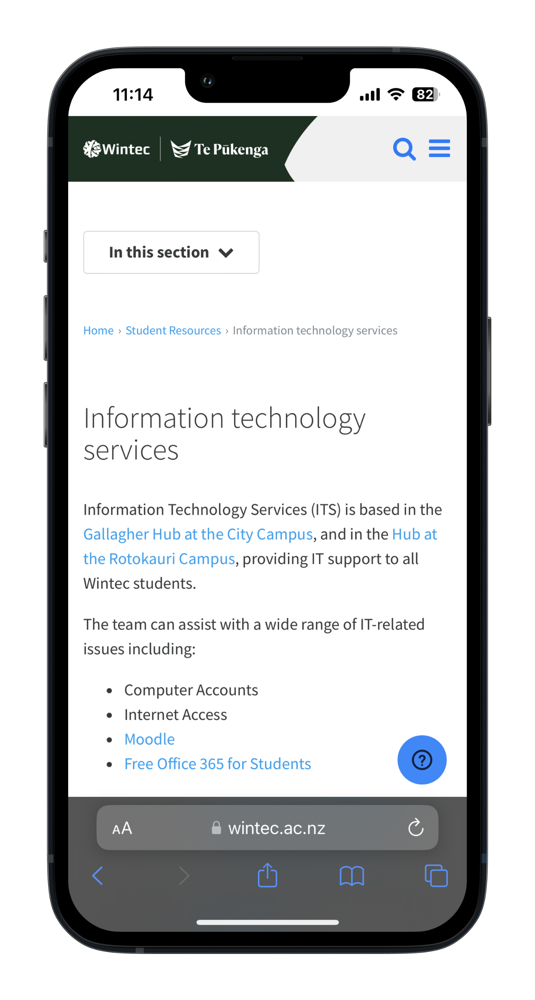 11:14
82
Wintec
Te Pūkenga
In this section
Home › Student Resources › Information technology services
Information technology
services
Information Technology Services (ITS) is based in the
Gallagher Hub at the City Campus, and in the Hub at
the Rotokauri Campus, providing IT support to all
Wintec students.
The team can assist with a wide range of IT-related
issues including:
• Computer Accounts
• Internet Access
• Moodle
• Free Office 365 for Students
?
AA
wintec.ac.nz